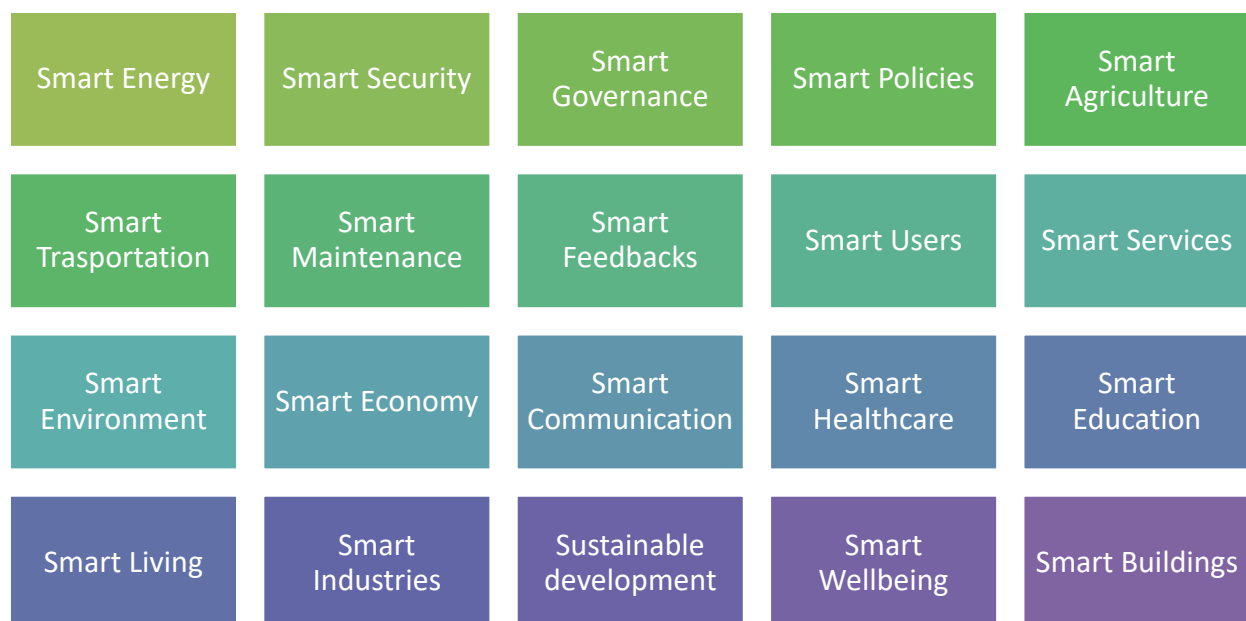 Smart Energy
Smart Security
Smart
Governance
Smart Policies
Smart
Agriculture
Smart
Trasportation
Smart
Maintenance
Smart
Feedbacks
Smart Users
Smart Services
Smart
Environment
Smart Economy
Smart
Communication
Smart
Healthcare
Smart
Education
Smart Living
Smart
Industries
Sustainable
development
Smart
Wellbeing
Smart Buildings